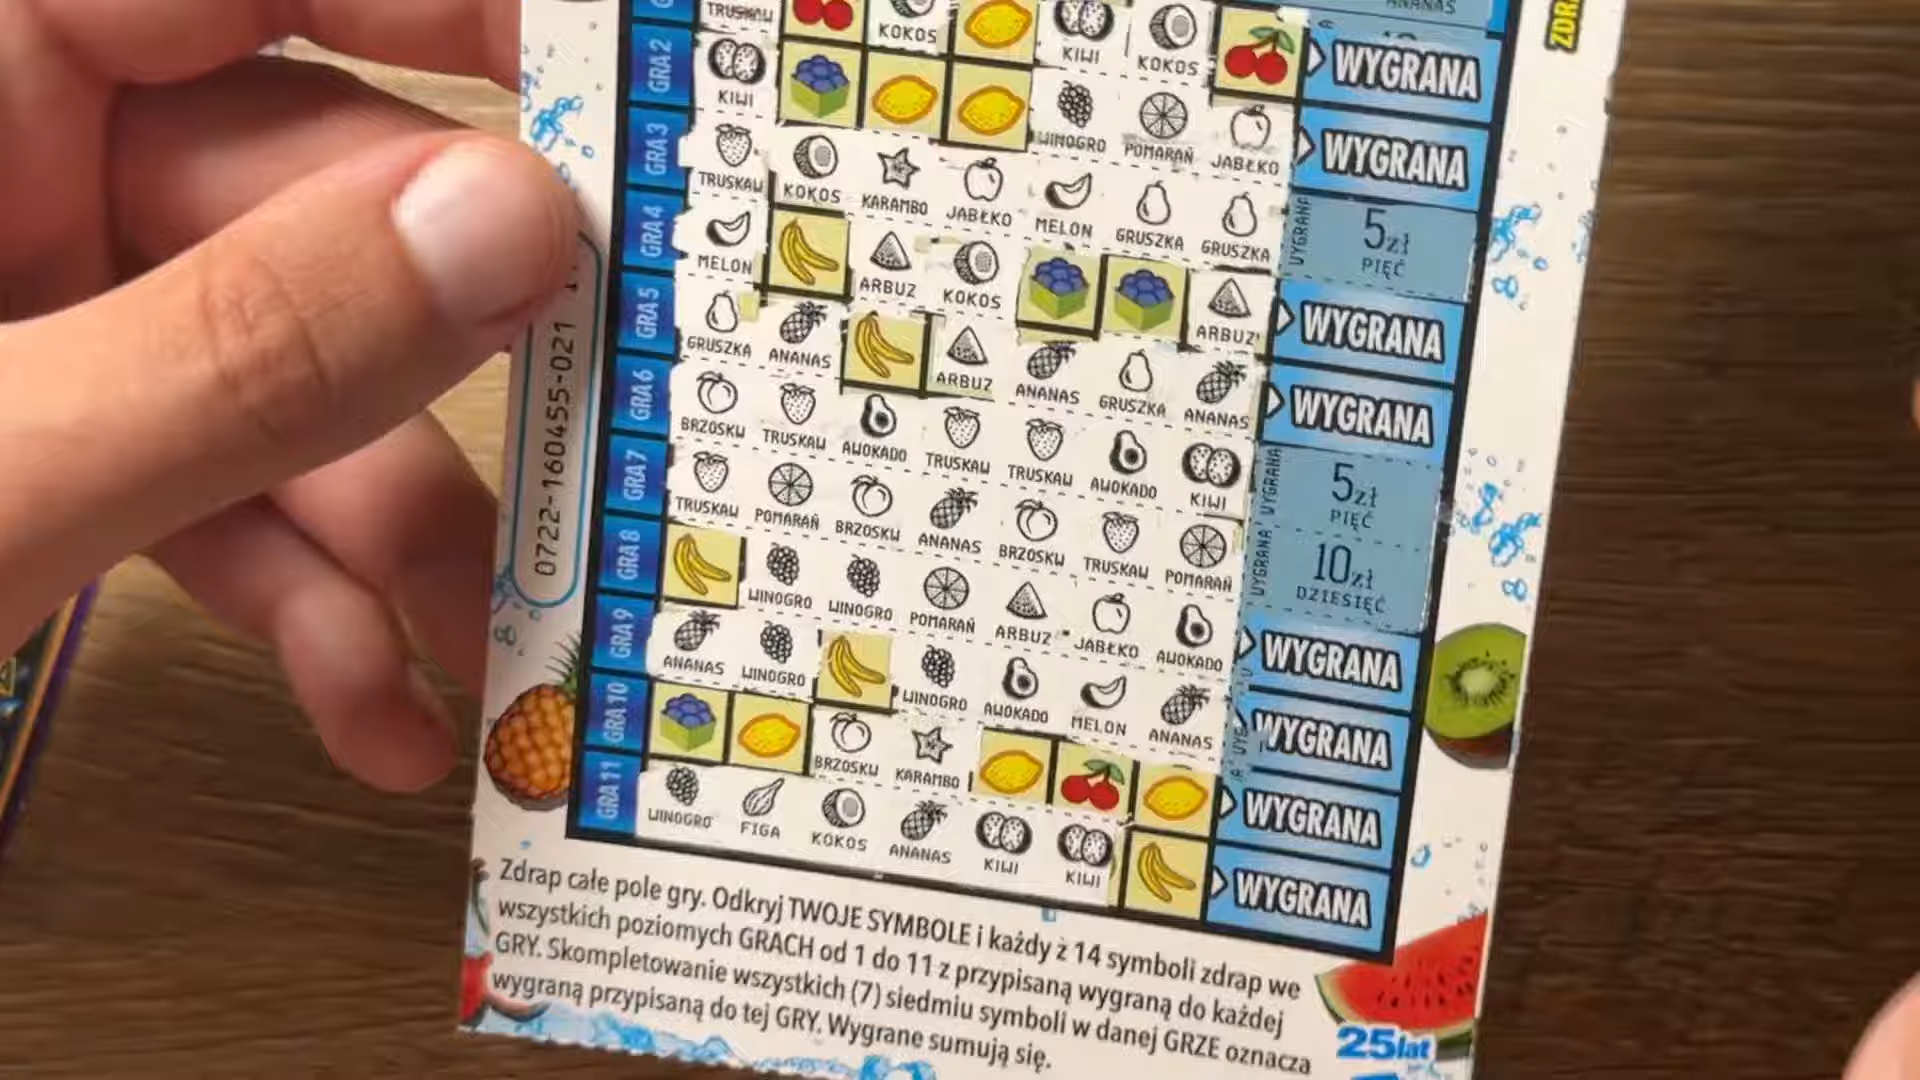 ANANAS
ZDRA
TRUSKAW KOKOS KIWI KOKOS
GRA 2 KIWI WINOGRO POMARAŃ JABŁKO WYGRANA
GRA 3 TRUSKAW KOKOS KARAMBO JABŁKO MELON GRUSZKA GRUSZKA WYGRANA
GRA 4 MELON ARBUZ KOKOS ARBUZ WYGRANA 5zł PIĘĆ
GRA 5 GRUSZKA ANANAS ARBUZ ANANAS GRUSZKA ANANAS WYGRANA
GRA 6 BRZOSKW TRUSKAW AWOKADO TRUSKAW TRUSKAW AWOKADO KIWI WYGRANA
GRA 7 TRUSKAW POMARAŃ BRZOSKW ANANAS BRZOSKW TRUSKAW POMARAŃ WYGRANA 5zł PIĘĆ
GRA 8 WINOGRO WINOGRO POMARAŃ ARBUZ JABŁKO AWOKADO WYGRANA 10zł DZIESIĘĆ
GRA 9 ANANAS WINOGRO WINOGRO AWOKADO MELON ANANAS WYGRANA
GRA 10 BRZOSKW KARAMBO WYGRANA
GRA 11 WINOGRO FIGA KOKOS ANANAS KIWI KIWI WYGRANA
WYGRANA
0722-160455-021
Zdrap całe pole gry. Odkryj TWOJE SYMBOLE i każdy z 14 symboli zdrap we
wszystkich poziomych GRACH od 1 do 11 z przypisaną wygraną do każdej
GRY. Skompletowanie wszystkich (7) siedmiu symboli w danej GRZE oznacza
wygraną przypisaną do tej GRY. Wygrane sumują się.
25lat